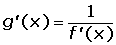 g'(x) = 1/f'(x)